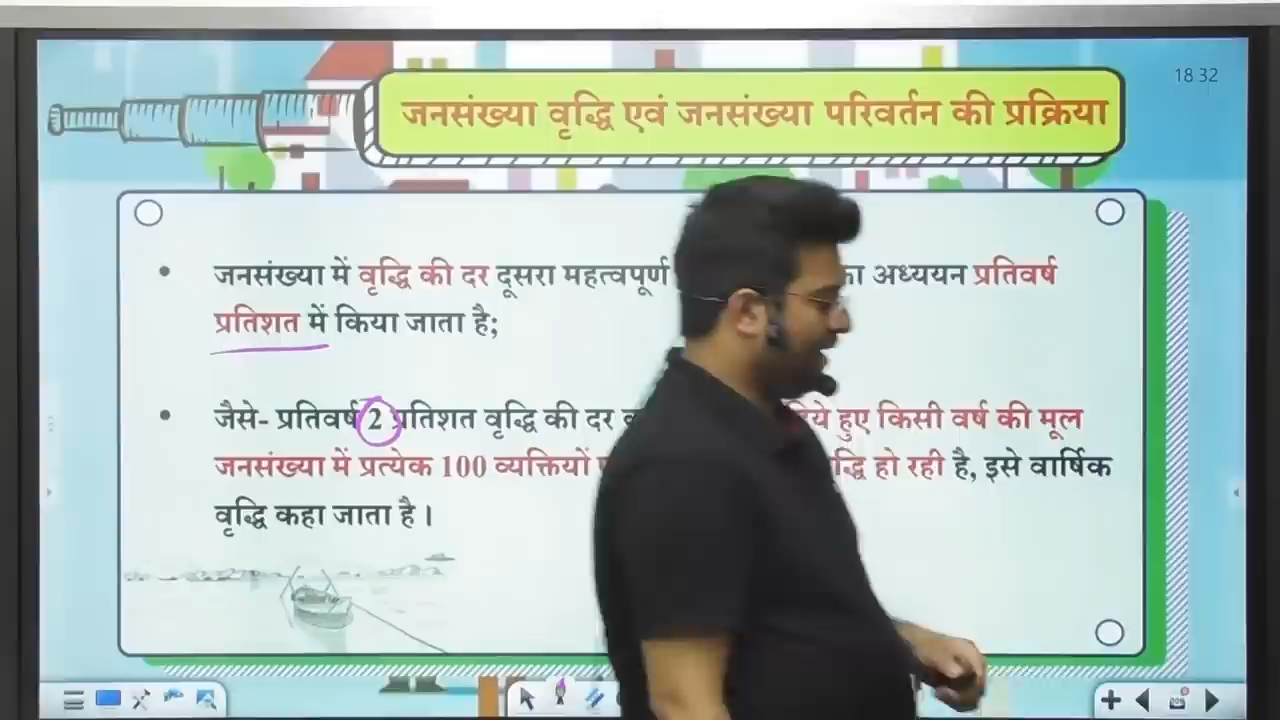 18 32
जनसंख्या वृद्धि एवं जनसंख्या परिवर्तन की प्रक्रिया
• जनसंख्या में वृद्धि की दर दूसरा महत्वपूर्ण अध्ययन प्रतिवर्ष
प्रतिशत में किया जाता है;
• जैसे- प्रतिवर्ष 2 प्रतिशत वृद्धि की दर हुए किसी वर्ष की मूल
जनसंख्या में प्रत्येक 100 व्यक्तियों हो रही है, इसे वार्षिक
वृद्धि कहा जाता है।